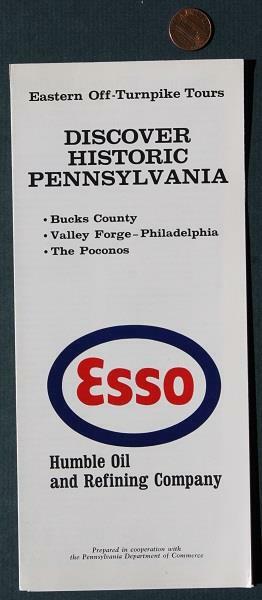 Eastern Off-Turnpike Tours
DISCOVER
HISTORIC
PENNSYLVANIA
• Bucks County
• Valley Forge-Philadelphia
• The Poconos
Esso
Humble Oil
and Refining Company
Prepared in cooperation with
the Pennsylvania Department of Commerce